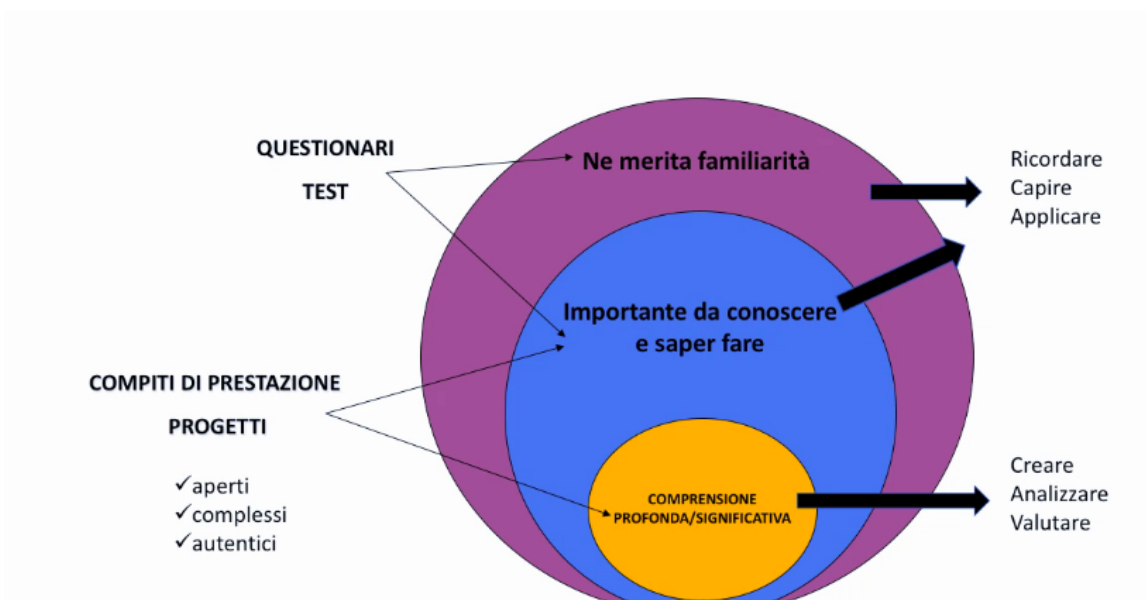 QUESTIONARI
TEST
Ne merita familiarità
Ricordare
Capire
Applicare
Importante da conoscere
e saper fare
COMPITI DI PRESTAZIONE
PROGETTI
✓aperti
✓complessi
✓autentici
COMPRENSIONE
PROFONDA/SIGNIFICATIVA
Creare
Analizzare
Valutare